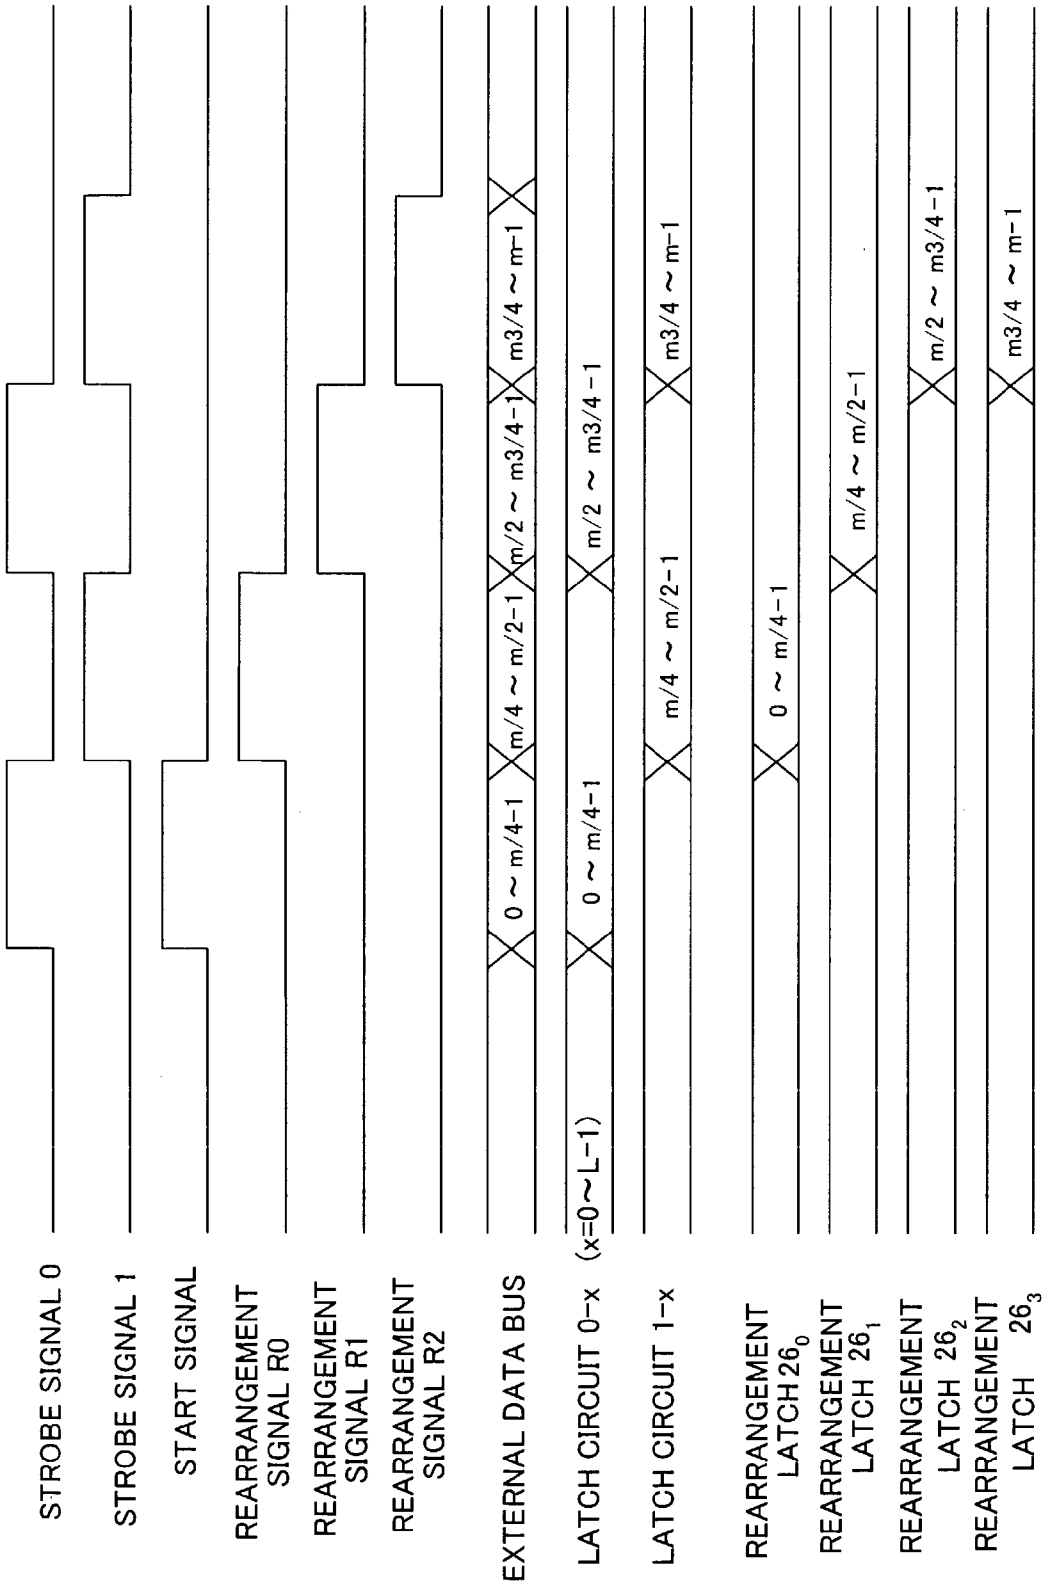 STROBE SIGNAL 0
STROBE SIGNAL 1
START SIGNAL
REARRANGEMENT
SIGNAL R0
REARRANGEMENT
SIGNAL R1
REARRANGEMENT
SIGNAL R2
EXTERNAL DATA BUS
0 ~ m/4-1
m/4 ~ m/2-1
m/2 ~ m3/4-1
m3/4 ~ m-1
LATCH CIRCUIT 0-x (x=0~L-1)
0 ~ m/4-1
m/2 ~ m3/4-1
LATCH CIRCUIT 1-x
m/4 ~ m/2-1
m3/4 ~ m-1
REARRANGEMENT
LATCH 26₀
0 ~ m/4-1
REARRANGEMENT
LATCH 26₁
m/4 ~ m/2-1
REARRANGEMENT
LATCH 26₂
m/2 ~ m3/4-1
REARRANGEMENT
LATCH 26₃
m3/4 ~ m-1